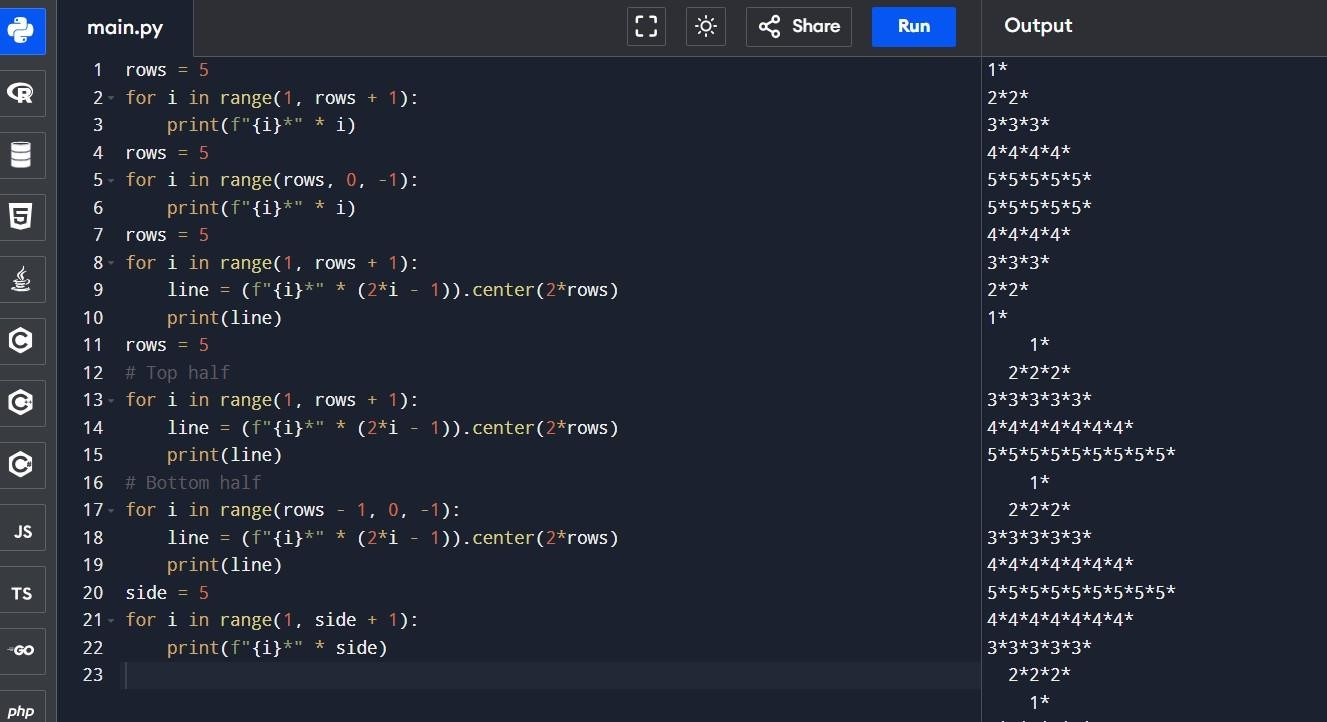 main.py
Share
Run
Output
1 rows = 5
2 for i in range(1, rows + 1):
3     print(f"{i}*" * i)
4 rows = 5
5 for i in range(rows, 0, -1):
6     print(f"{i}*" * i)
7 rows = 5
8 for i in range(1, rows + 1):
9     line = (f"{i}*" * (2*i - 1)).center(2*rows)
10     print(line)
11 rows = 5
12 # Top half
13 for i in range(1, rows + 1):
14     line = (f"{i}*" * (2*i - 1)).center(2*rows)
15     print(line)
16 # Bottom half
17 for i in range(rows - 1, 0, -1):
18     line = (f"{i}*" * (2*i - 1)).center(2*rows)
19     print(line)
20 side = 5
21 for i in range(1, side + 1):
22     print(f"{i}*" * side)
23
1*
2*2*
3*3*3*
4*4*4*4*
5*5*5*5*5*
5*5*5*5*5*
4*4*4*4*
3*3*3*
2*2*
1*
    1*
  2*2*2*
3*3*3*3*3*
4*4*4*4*4*4*4*
5*5*5*5*5*5*5*5*5*
    1*
  2*2*2*
3*3*3*3*3*
4*4*4*4*4*4*4*
5*5*5*5*5*5*5*5*5*
4*4*4*4*4*4*4*
3*3*3*3*3*
  2*2*2*
    1*
R
5
C
C++
C#
JS
TS
GO
php